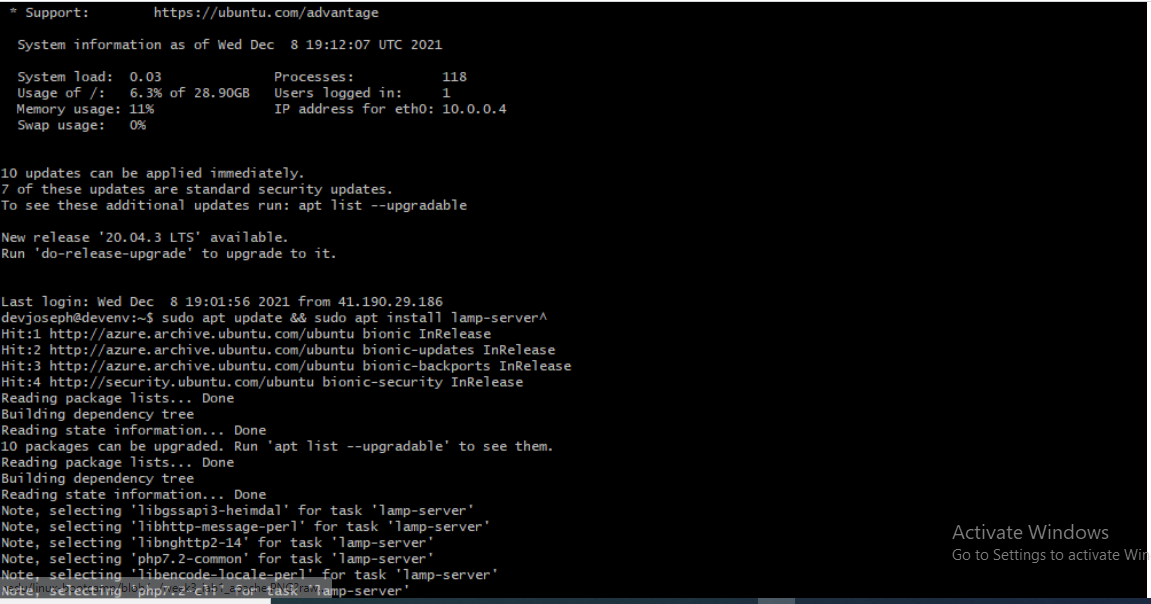 * Support:        https://ubuntu.com/advantage
System information as of Wed Dec  8 19:12:07 UTC 2021
System load:  0.03              Processes:           118
Usage of /:   6.3% of 28.90GB   Users logged in:     1
Memory usage: 11%               IP address for eth0: 10.0.0.4
Swap usage:   0%
10 updates can be applied immediately.
7 of these updates are standard security updates.
To see these additional updates run: apt list --upgradable
New release '20.04.3 LTS' available.
Run 'do-release-upgrade' to upgrade to it.
Last login: Wed Dec  8 19:01:56 2021 from 41.190.29.186
devjoseph@devenv:~$ sudo apt update && sudo apt install lamp-server^
Hit:1 http://azure.archive.ubuntu.com/ubuntu bionic InRelease
Hit:2 http://azure.archive.ubuntu.com/ubuntu bionic-updates InRelease
Hit:3 http://azure.archive.ubuntu.com/ubuntu bionic-backports InRelease
Hit:4 http://security.ubuntu.com/ubuntu bionic-security InRelease
Reading package lists... Done
Building dependency tree
Reading state information... Done
10 packages can be upgraded. Run 'apt list --upgradable' to see them.
Reading package lists... Done
Building dependency tree
Reading state information... Done
Note, selecting 'libgssapi3-heimdal' for task 'lamp-server'
Note, selecting 'libhttp-message-perl' for task 'lamp-server'
Note, selecting 'libnghttp2-14' for task 'lamp-server'
Note, selecting 'php7.2-common' for task 'lamp-server'
Note, selecting 'libencode-locale-perl' for task 'lamp-server'
Note, selecting 'php7.2-cli' for task 'lamp-server'
Activate Windows
Go to Settings to activate Win